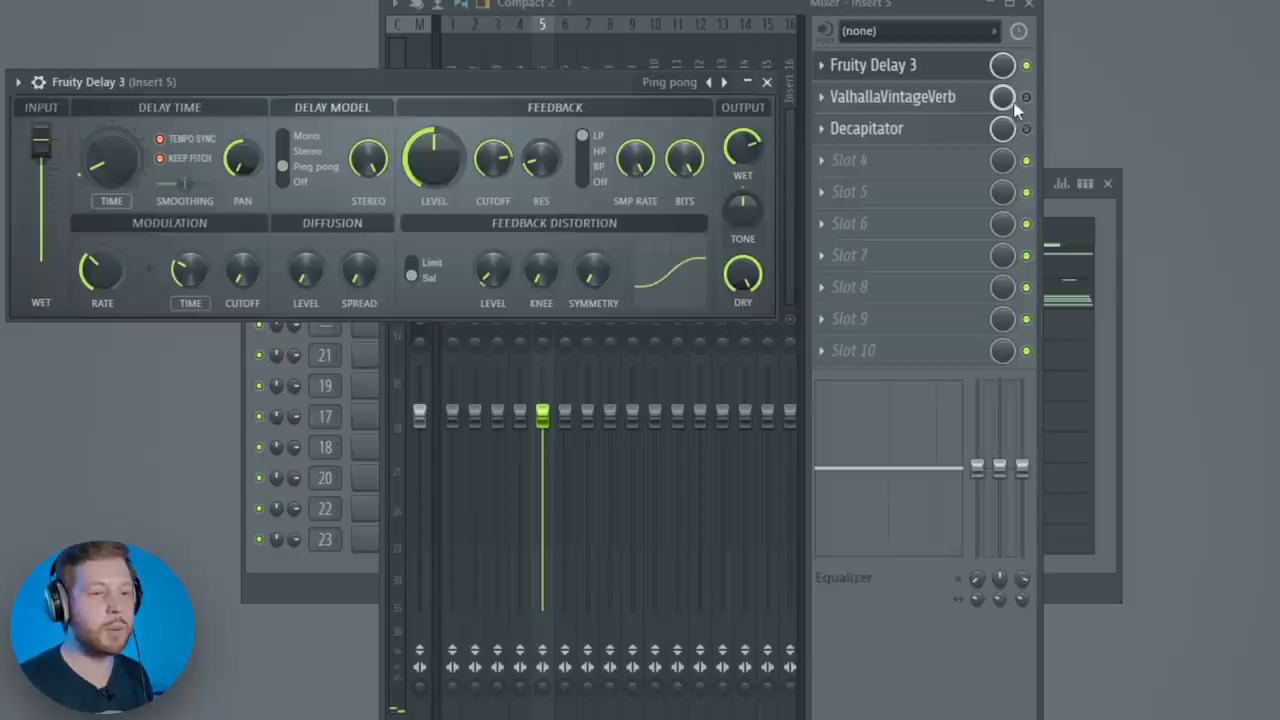 Compact 2
Mixer - Insert 5
C M 1 2 3 4 5 6 7 8 9 10 11 12 13 14 15 16
(none)
Fruity Delay 3 (Insert 5)
Ping pong
Insert 16
INPUT
DELAY TIME
DELAY MODEL
FEEDBACK
OUTPUT
TEMPO SYNC
KEEP PITCH
Mono
Stereo
Ping pong
Off
LP
HP
BP
Off
WET
TIME
SMOOTHING
PAN
STEREO
LEVEL
CUTOFF
RES
SMP RATE
BITS
MODULATION
DIFFUSION
FEEDBACK DISTORTION
TONE
Limit
Sat
WET
RATE
TIME
CUTOFF
LEVEL
SPREAD
LEVEL
KNEE
SYMMETRY
DRY
Fruity Delay 3
ValhallaVintageVerb
Decapitator
Slot 4
Slot 5
Slot 6
Slot 7
Slot 8
Slot 9
Slot 10
Equalizer
21
19
17
18
20
22
23